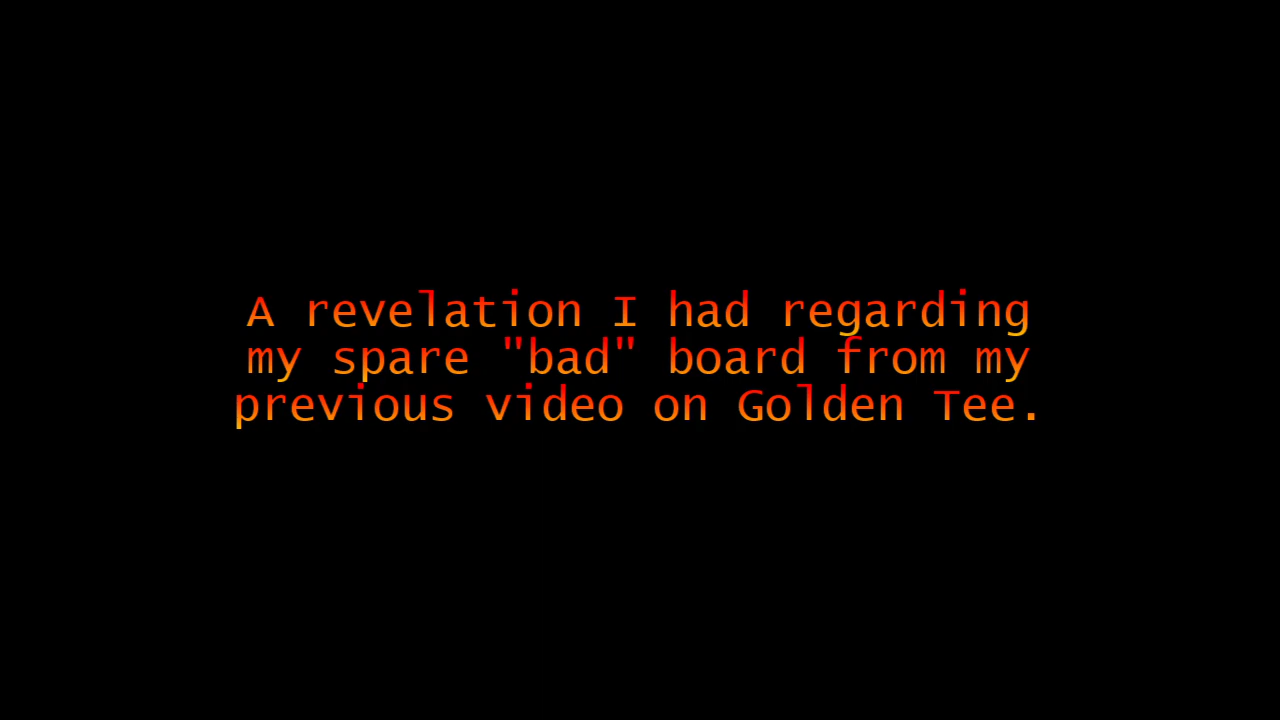 A revelation I had regarding
my spare "bad" board from my
previous video on Golden Tee.